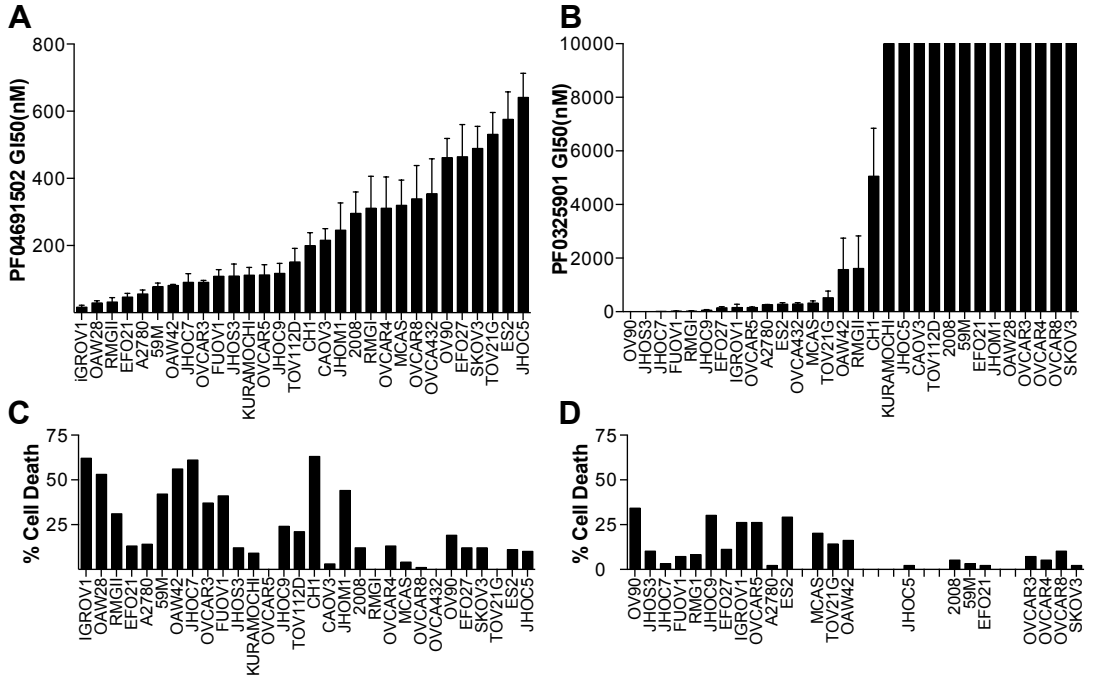 A
PF04691502 GI50(nM)
800
600
400
200
iGROV1
OAW28
RMGII
EFO21
A2780
59M
OAW42
JHOC7
OVCAR3
FUOV1
JHOS3
KURAMOCHI
OVCAR5
JHOC9
TOV112D
CH1
CAOV3
JHOM1
2008
RMGI
OVCAR4
MCAS
OVCAR8
OVCA432
OV90
EFO27
SKOV3
TOV21G
ES2
JHOC5
B
PF0325901 GI50(nM)
10000
8000
6000
4000
2000
0
OV90
JHOS3
JHOC7
FUOV1
RMGI
JHOC9
EFO27
IGROV1
OVCAR5
A2780
ES2
OVCA432
MCAS
TOV21G
OAW42
RMGII
CH1
KURAMOCHI
JHOC5
CAOV3
TOV112D
2008
59M
EFO21
JHOM1
OAW28
OVCAR3
OVCAR4
OVCAR8
SKOV3
C
% Cell Death
75
50
25
IGROV1
OAW28
RMGII
EFO21
A2780
59M
OAW42
JHOC7
OVCAR3
FUOV1
JHOS3
KURAMOCHI
OVCAR5
JHOC9
TOV112D
CH1
CAOV3
JHOM1
2008
RMGI
OVCAR4
MCAS
OVCAR8
OVCA432
OV90
EFO27
SKOV3
TOV21G
ES2
JHOC5
D
% Cell Death
75
50
25
0
OV90
JHOS3
JHOC7
FUOV1
RMG1
JHOC9
EFO27
IGROV1
OVCAR5
A2780
ES2
MCAS
TOV21G
OAW42
JHOC5
2008
59M
EFO21
OVCAR3
OVCAR4
OVCAR8
SKOV3